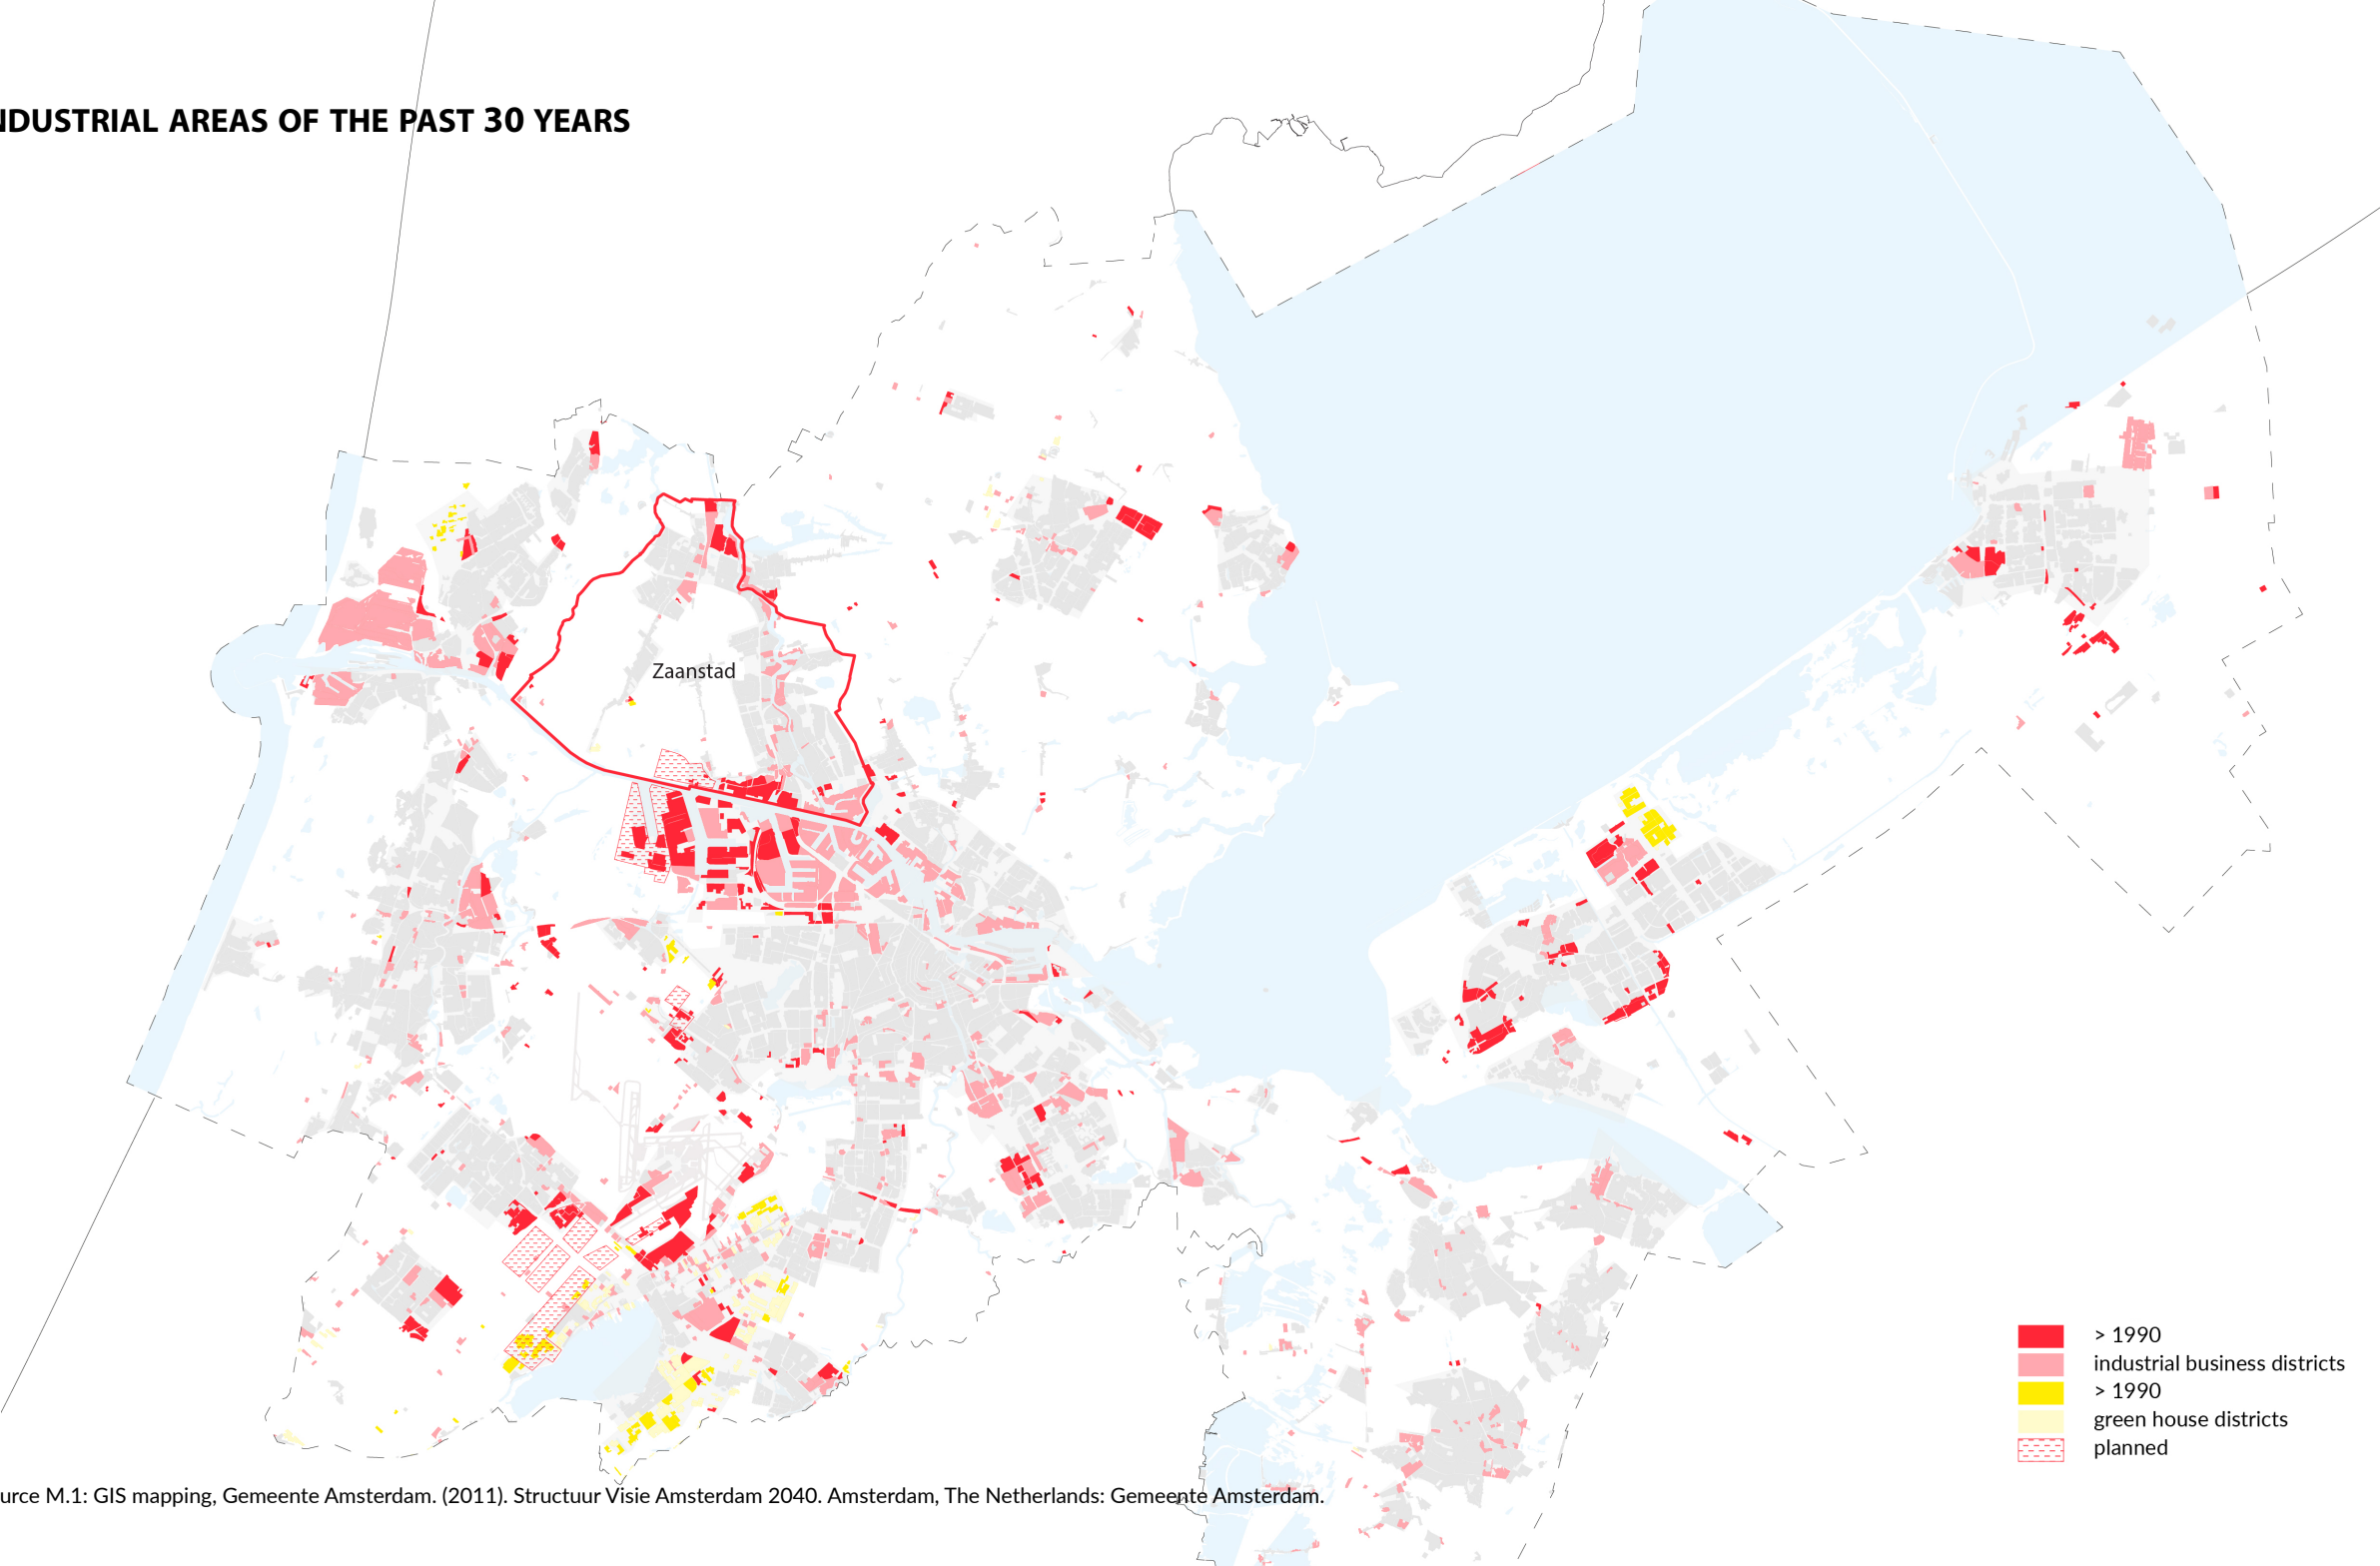 NDUSTRIAL AREAS OF THE PAST 30 YEARS
Zaanstad
> 1990
industrial business districts
> 1990
green house districts
planned
urce M.1: GIS mapping, Gemeente Amsterdam. (2011). Structuur Visie Amsterdam 2040. Amsterdam, The Netherlands: Gemeente Amsterdam.